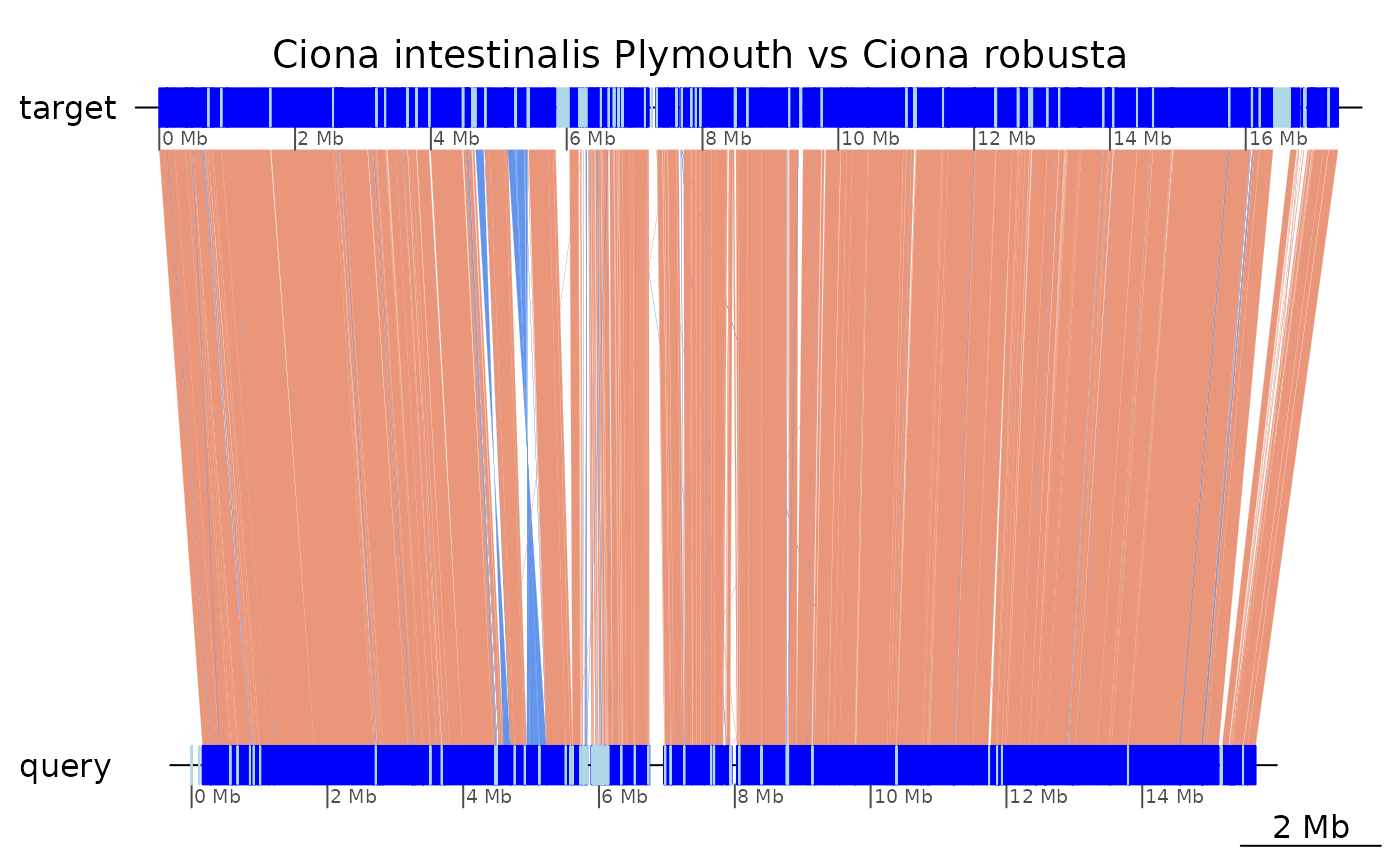 Ciona intestinalis Plymouth vs Ciona robusta
target
0 Mb 2 Mb 4 Mb 6 Mb 8 Mb 10 Mb 12 Mb 14 Mb 16 Mb
query
0 Mb 2 Mb 4 Mb 6 Mb 8 Mb 10 Mb 12 Mb 14 Mb
2 Mb